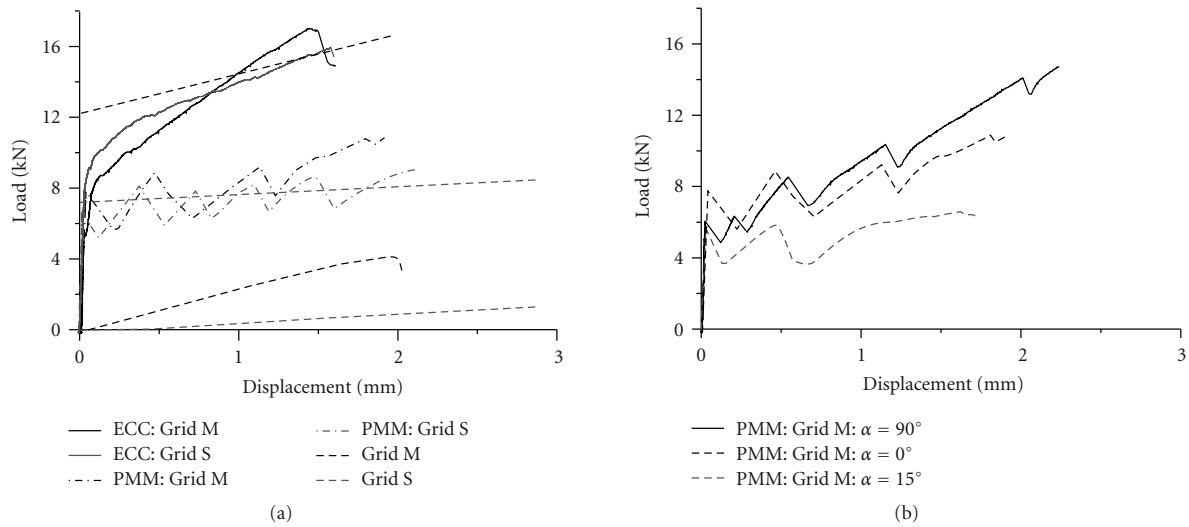 16
12
8
4
0
Load (kN)
0
1
2
3
Displacement (mm)
ECC: Grid M
ECC: Grid S
PMM: Grid M
PMM: Grid S
Grid M
Grid S
(a)
16
12
8
4
0
Load (kN)
0
1
2
3
Displacement (mm)
PMM: Grid M: α = 90°
PMM: Grid M: α = 0°
PMM: Grid M: α = 15°
(b)